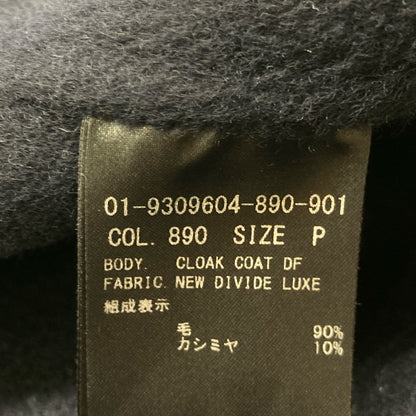 01-9309604-890-901
COL. 890 SIZE P
BODY. CLOAK COAT DF
FABRIC. NEW DIVIDE LUXE
組成表示
毛 90%
カシミヤ 10%